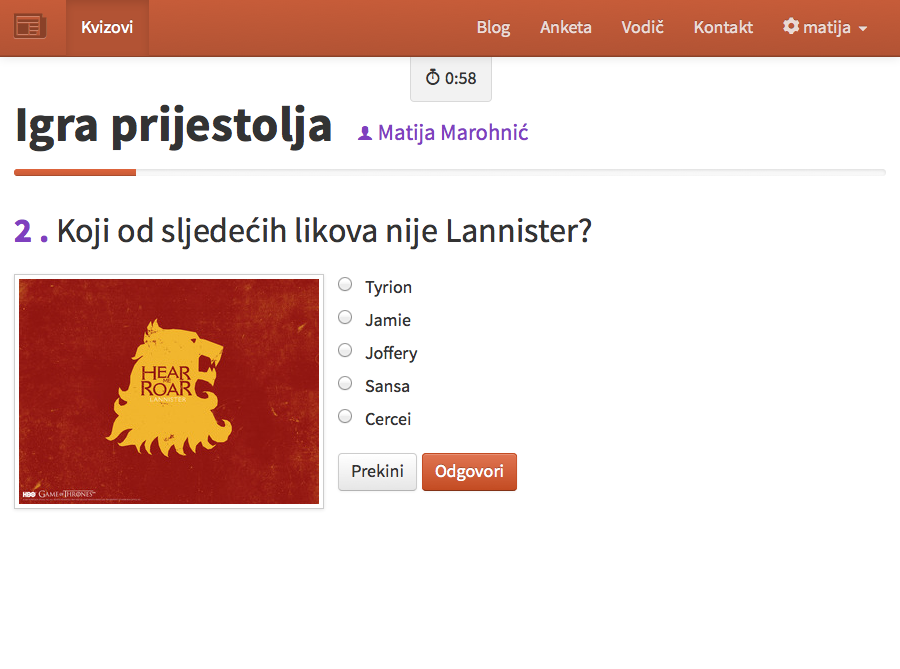 Kvizovi
Blog
Anketa
Vodič
Kontakt
matija
0:58
Igra prijestolja
Matija Marohnić
2 . Koji od sljedećih likova nije Lannister?
HEAR
ME
ROAR
LANNISTER
HBO GAME OF THRONES
Tyrion
Jamie
Joffery
Sansa
Cercei
Prekini
Odgovori